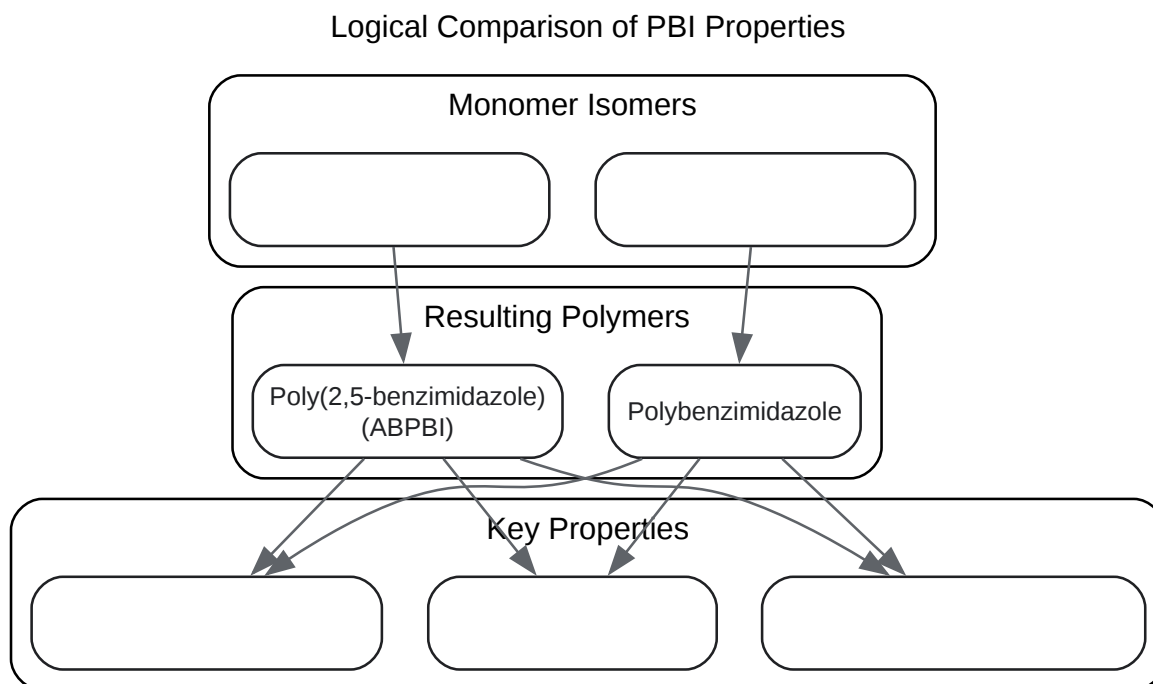 Logical Comparison of PBI Properties
Monomer Isomers
Resulting Polymers
Poly(2,5-benzimidazole)
(ABPBI)
Polybenzimidazole
Key Properties